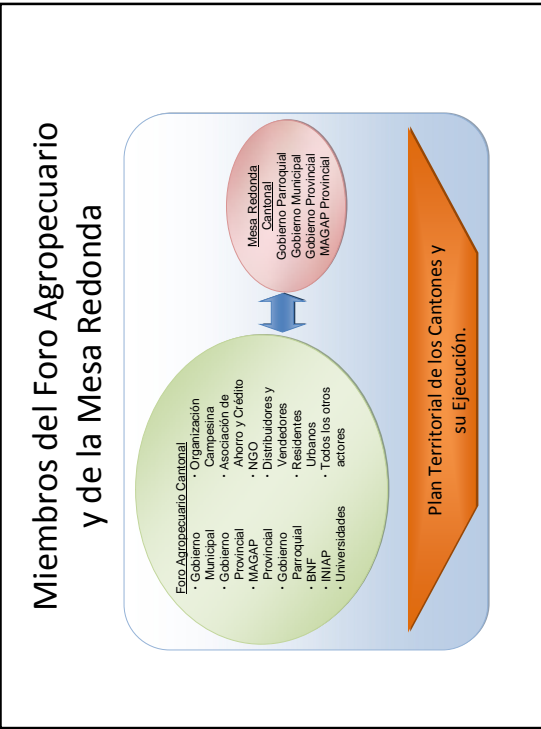 Miembros del Foro Agropecuario
y de la Mesa Redonda
Foro Agropecuario Cantonal
· Gobierno
Municipal
· Gobierno
Provincial
· MAGAP
Provincial
· Gobierno
Parroquial
· BNF
· INIAP
· Universidades
· Organización
Campesina
· Asociación de
Ahorro y Crédito
· NGO
· Distribuidores y
Vendedores
· Residentes
Urbanos
· Todos los otros
actores
Mesa Redonda
Cantonal
Gobierno Parroquial
Gobierno Municipal
Gobierno Provincial
MAGAP Provincial
Plan Territorial de los Cantones y
su Ejecución.